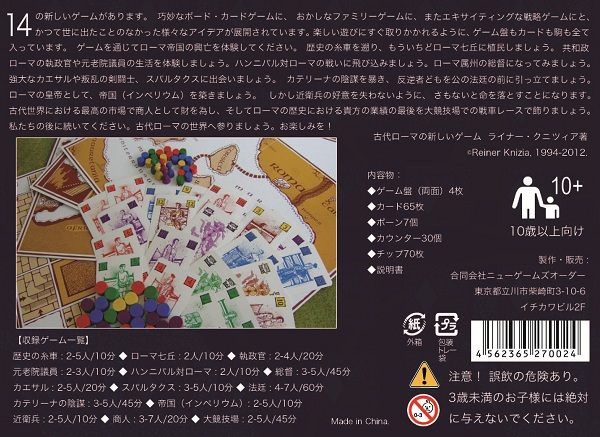 14の新しいゲームがあります。 巧妙なボード・カードゲームに、 おかしなファミリーゲームに、またエキサイティングな戦略ゲームにと、
かつて世に出たことのなかった様々なアイデアが展開されています。楽しい遊びにすぐ取りかかれるように、ゲーム盤もカードも駒も全て
入っています。 ゲームを通じてローマ帝国の興亡を体験してください。 歴史の糸車を遡り、もういちどローマ七丘に植民しましょう。 共和政
ローマの執政官や元老院議員の生活を体験しましょう。ハンニバル対ローマの戦いに飛び込みましょう。ローマ属州の総督になってみましょう。
強大なカエサルや叛乱の剣闘士、スパルタクスに出会いましょう。 カテリーナの陰謀を暴き、 反逆者どもを公の法廷の前に引っ立てましょう。
ローマの皇帝として、帝国（インペリウム）を築きましょう。 しかし近衛兵の好意を失わないように、さもないと命を落とすことになります。
古代世界における最高の市場で商人として財を為し、そしてローマの歴史における貴方の業績の最後を大競技場での戦車レースで飾りましょう。
私たちの後に続いてください。古代ローマの世界へ参りましょう。お楽しみを！
古代ローマの新しいゲーム ライナー・クニツィア著
©Reiner Knizia, 1994-2012.
内容物：
◆ゲーム盤（両面）4枚
◆カード65枚
◆ポーン7個
◆カウンター30個
◆チップ70枚
◆説明書
10+
10歳以上向け
製作・販売：
合同会社ニューゲームズオーダー
東京都立川市柴崎町3-10-6
イチカワビル2F
紙
外箱
プラ
包装
トレー
袋
4562365270024
【収録ゲーム一覧】
歴史の糸車：2-5人/10分 ◆ ローマ七丘：2人/10分 ◆ 執政官：2-4人/20分
元老院議員：2-3人/10分 ◆ ハンニバル対ローマ：2人/10分 ◆ 総督：3-5人/45分
カエサル：2-5人/20分 ◆ スパルタクス：3-5人/10分 ◆ 法廷：4-7人/60分
カテリーナの陰謀：3-5人/45分 ◆ 帝国（インペリウム）：2-5人/10分
近衛兵：2-5人/10分 ◆ 商人：3-7人/20分 ◆ 大競技場：2-5人/45分
Made in China.
0-3
注意！ 誤飲の危険あり。
3歳未満のお子様には絶対
に与えないでください。